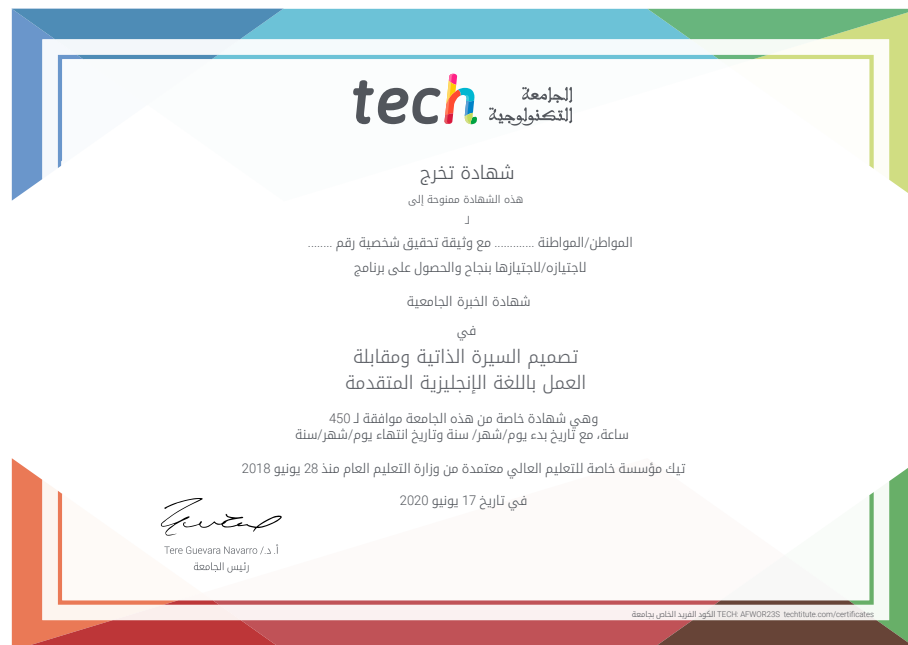 tech الجامعة
التكنولوجية
شهادة تخرج
هذه الشهادة ممنوحة إلى
لـ
المواطن/المواطنة ............ مع وثيقة تحقيق شخصية رقم ........
لاجتيازه/لاجتيازها بنجاح والحصول على برنامج
شهادة الخبرة الجامعية
في
تصميم السيرة الذاتية ومقابلة
العمل باللغة الإنجليزية المتقدمة
وهي شهادة خاصة من هذه الجامعة موافقة لـ 450
ساعة، مع تاريخ بدء يوم/شهر/ سنة وتاريخ انتهاء يوم/شهر/سنة
تيك مؤسسة خاصة للتعليم العالي معتمدة من وزارة التعليم العام منذ 28 يونيو 2018
في تاريخ 17 يونيو 2020
أ. د./ Tere Guevara Navarro
رئيس الجامعة
الكود الفريد الخاص بجامعة TECH: AFWOR23S techtitute.com/certificates